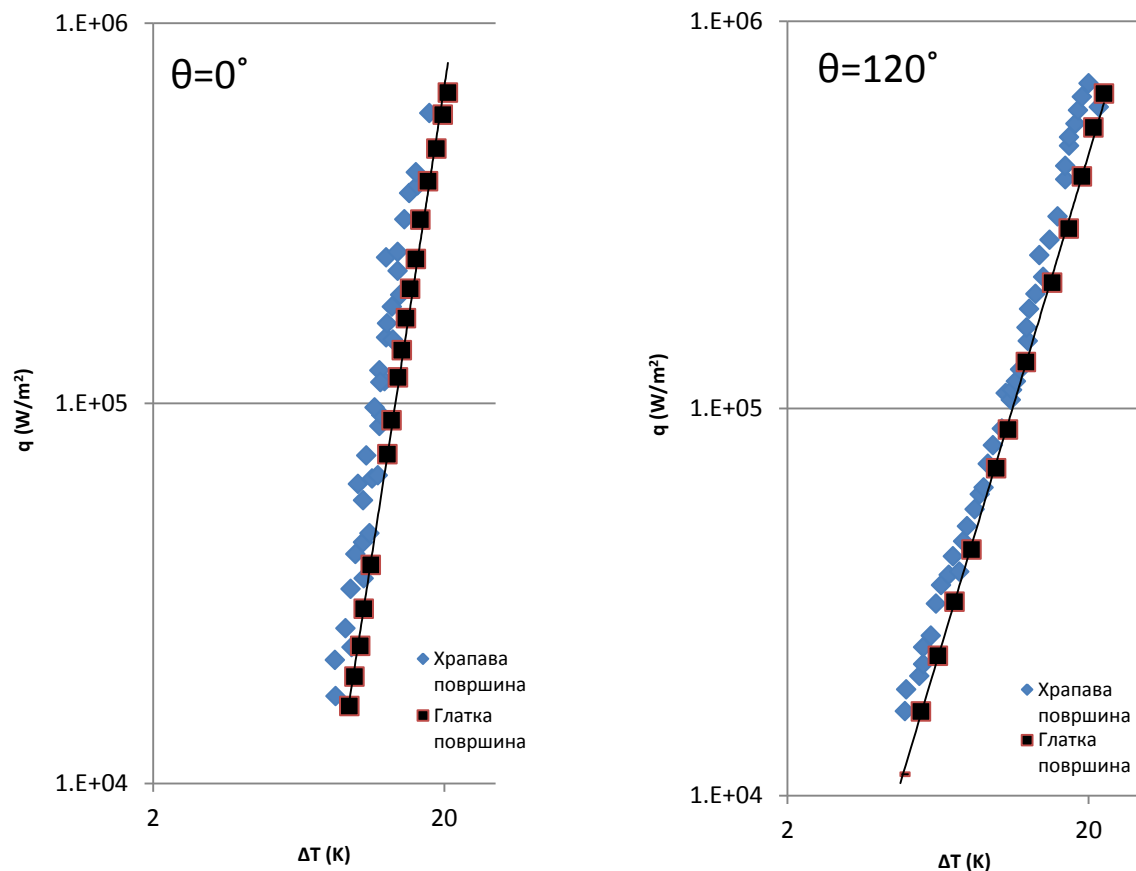 1.E+06
θ=0°
1.E+05
q (W/m²)
Храпава
површина
Глатка
површина
1.E+04
2
20
ΔT (K)
1.E+06
θ=120°
1.E+05
q (W/m²)
Храпава
површина
Глатка
површина
1.E+04
2
20
ΔT (K)